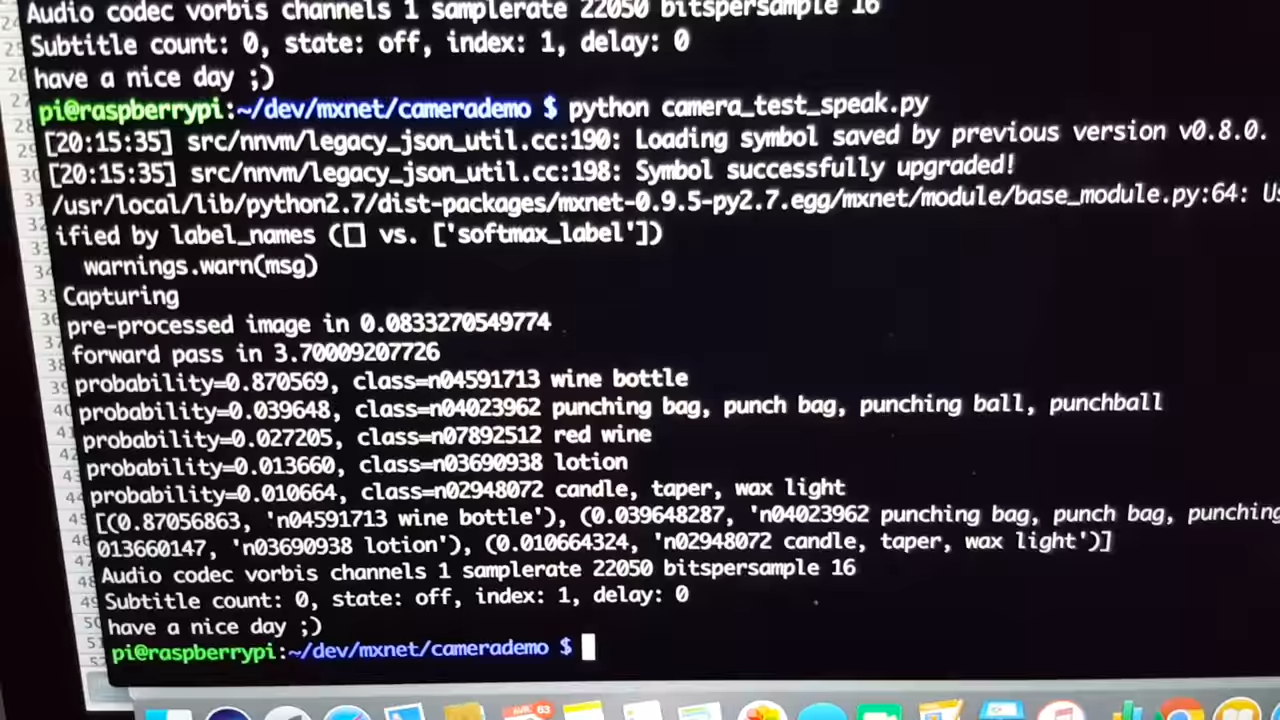 Audio codec vorbis channels 1 samplerate 22050 bitspersample 16
Subtitle count: 0, state: off, index: 1, delay: 0
have a nice day ;)
pi@raspberrypi:~/dev/mxnet/camerademo $ python camera_test_speak.py
[20:15:35] src/nnvm/legacy_json_util.cc:190: Loading symbol saved by previous version v0.8.0.
[20:15:35] src/nnvm/legacy_json_util.cc:198: Symbol successfully upgraded!
/usr/local/lib/python2.7/dist-packages/mxnet-0.9.5-py2.7.egg/mxnet/module/base_module.py:64: Us
ified by label_names ([] vs. ['softmax_label'])
warnings.warn(msg)
Capturing
pre-processed image in 0.0833270549774
forward pass in 3.70009207726
probability=0.870569, class=n04591713 wine bottle
probability=0.039648, class=n04023962 punching bag, punch bag, punching ball, punchball
probability=0.027205, class=n07892512 red wine
probability=0.013660, class=n03690938 lotion
probability=0.010664, class=n02948072 candle, taper, wax light
[(0.87056863, 'n04591713 wine bottle'), (0.039648287, 'n04023962 punching bag, punch bag, punching
013660147, 'n03690938 lotion'), (0.010664324, 'n02948072 candle, taper, wax light')]
Audio codec vorbis channels 1 samplerate 22050 bitspersample 16
Subtitle count: 0, state: off, index: 1, delay: 0
have a nice day ;)
pi@raspberrypi:~/dev/mxnet/camerademo $